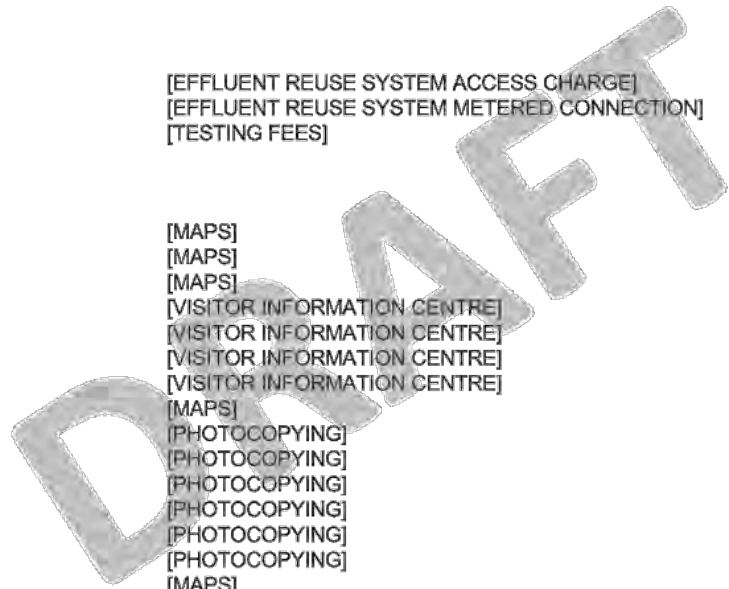 [EFFLUENT REUSE SYSTEM ACCESS CHARGE]
[EFFLUENT REUSE SYSTEM METERED CONNECTION]
[TESTING FEES]
[MAPS]
[MAPS]
[MAPS]
[VISITOR INFORMATION CENTRE]
[VISITOR INFORMATION CENTRE]
[VISITOR INFORMATION CENTRE]
[VISITOR INFORMATION CENTRE]
[MAPS]
[PHOTOCOPYING]
[PHOTOCOPYING]
[PHOTOCOPYING]
[PHOTOCOPYING]
[PHOTOCOPYING]
[PHOTOCOPYING]
[MAPS]
DRAFT